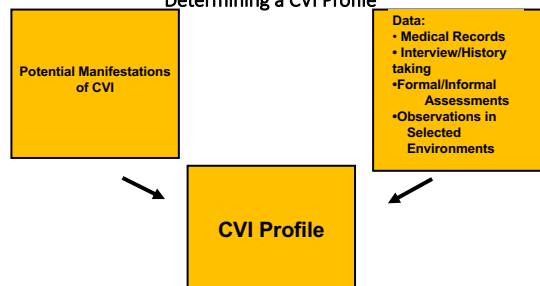 Determining a CVI Profile
Potential Manifestations
of CVI
Data:
• Medical Records
• Interview/History
taking
•Formal/Informal
Assessments
•Observations in
Selected
Environments
CVI Profile